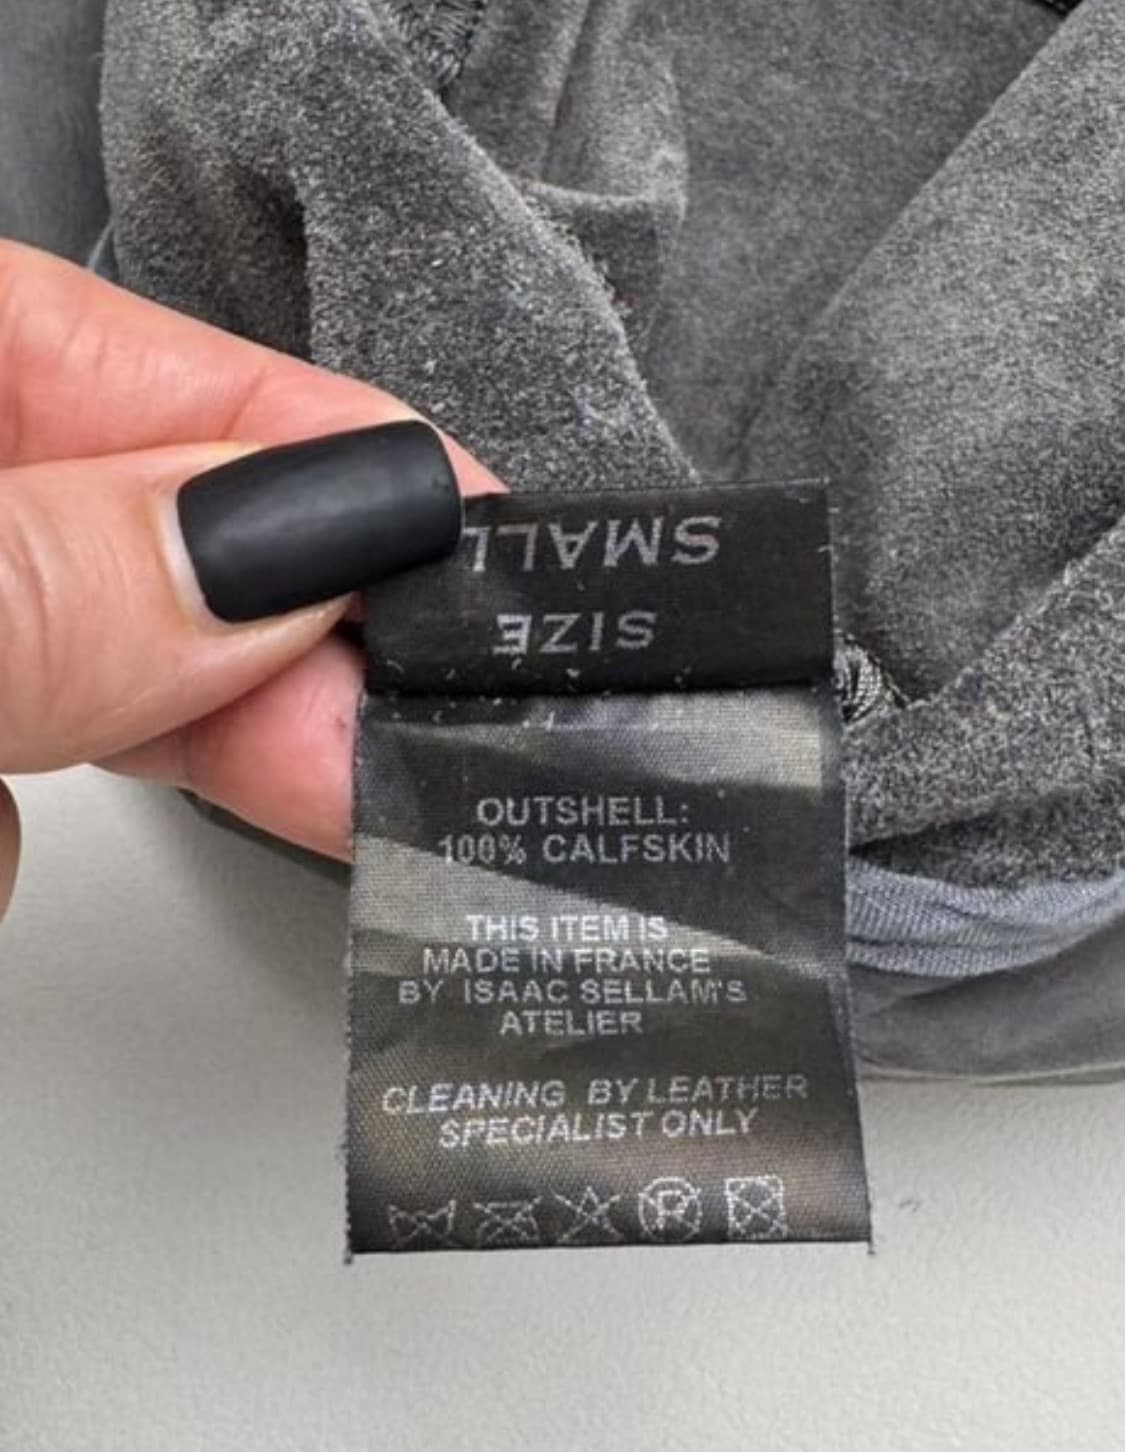 SIZE
SMALL
OUTSHELL:
100% CALFSKIN
THIS ITEM IS
MADE IN FRANCE
BY ISAAC SELLAM'S
ATELIER
CLEANING BY LEATHER
SPECIALIST ONLY
P